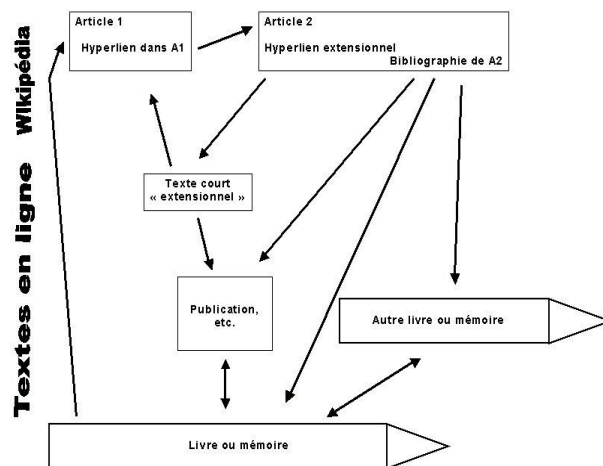 Article 1
Hyperlien dans A1
Article 2
Hyperlien extensionnel
Bibliographie de A2
Textes en ligne WIkipédia
Texte court
« extensionnel »
Publication,
etc.
Autre livre ou mémoire
Livre ou mémoire